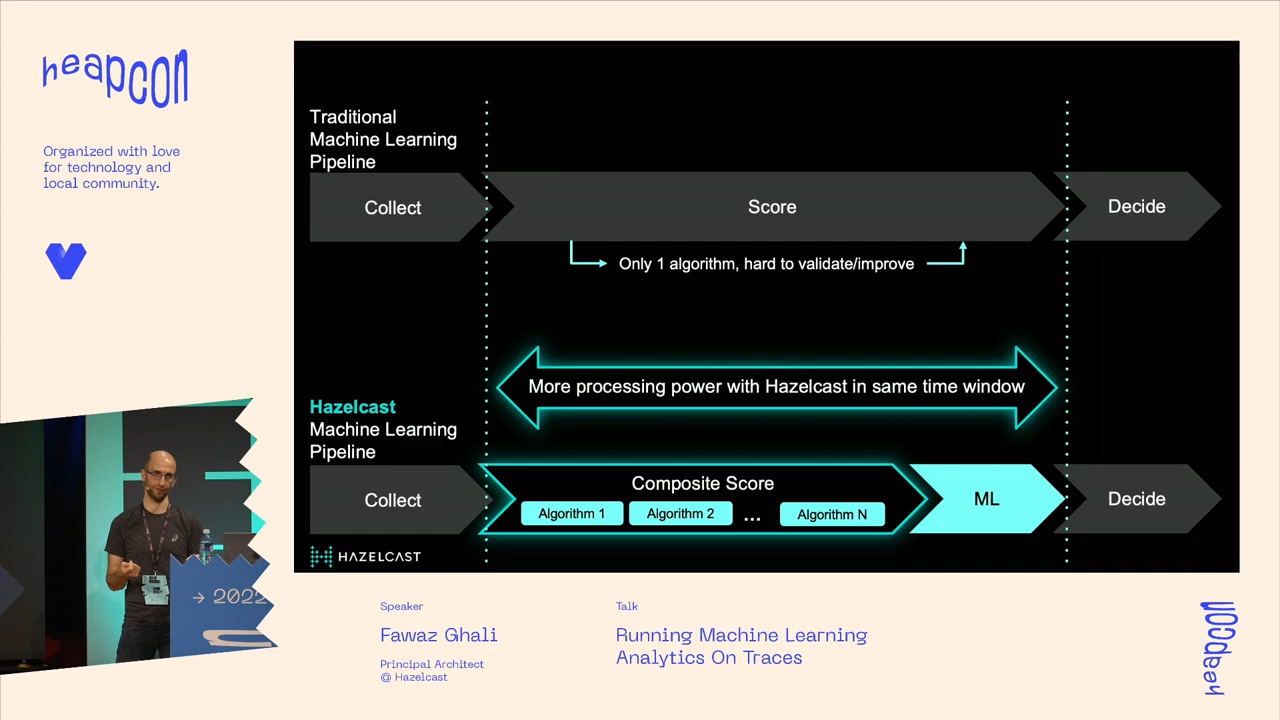 heapcon
Organized with love
for technology and
local community.
Traditional
Machine Learning
Pipeline
Collect
Score
Decide
Only 1 algorithm, hard to validate/improve
More processing power with Hazelcast in same time window
Hazelcast
Machine Learning
Pipeline
Collect
Composite Score
Algorithm 1
Algorithm 2
...
Algorithm N
ML
Decide
HAZELCAST
→ 2022
Speaker
Fawaz Ghali
Principal Architect
@ Hazelcast
Talk
Running Machine Learning
Analytics On Traces
heapcon